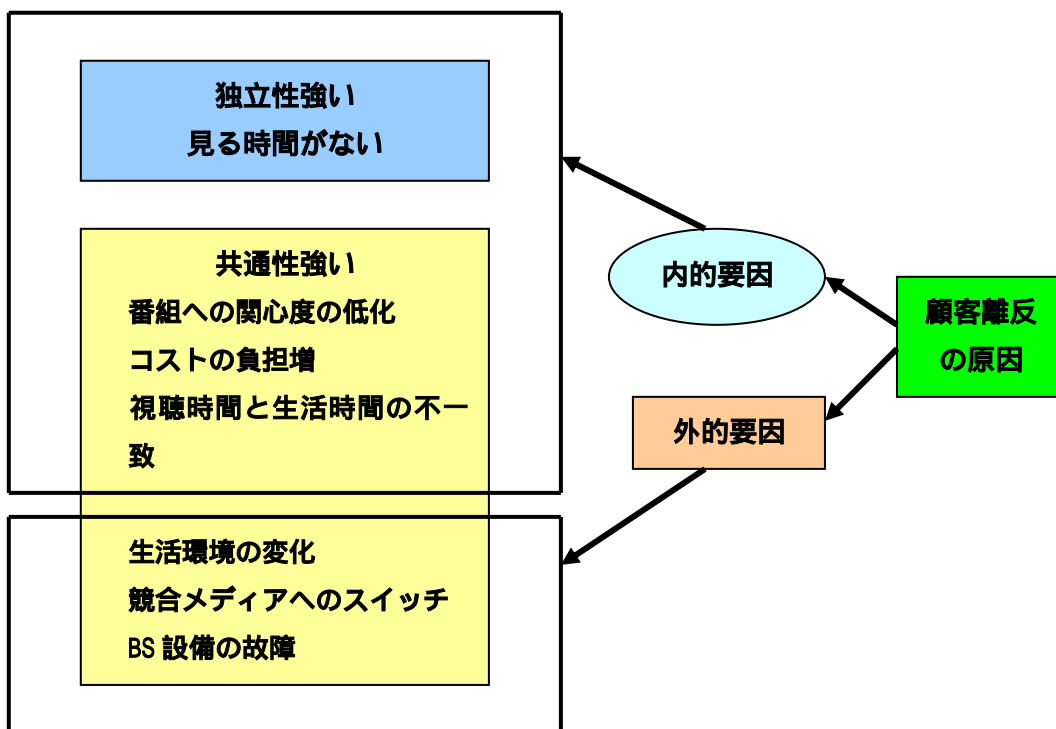 独立性強い
見る時間がない
共通性強い
番組への関心度の低化
コストの負担増
視聴時間と生活時間の不一
致
生活環境の変化
競合メディアへのスイッチ
BS 設備の故障
内的要因
外的要因
顧客離反
の原因